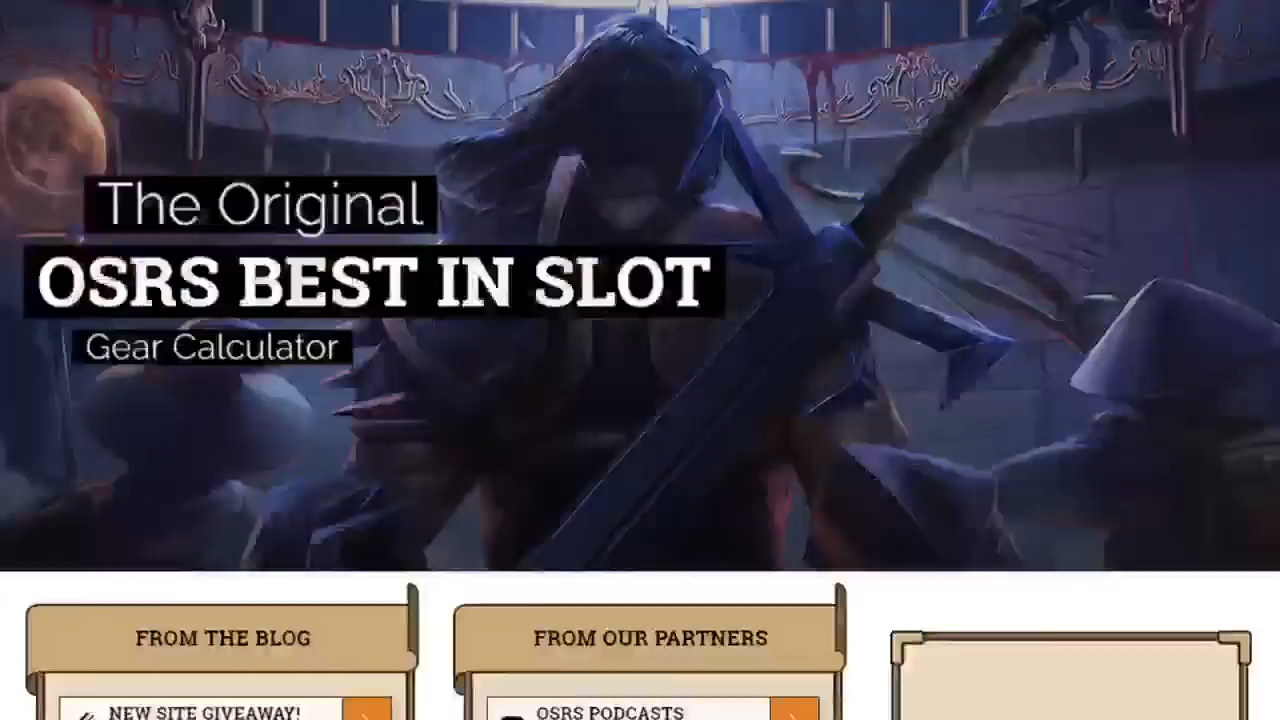 The Original
OSRS BEST IN SLOT
Gear Calculator
FROM THE BLOG
FROM OUR PARTNERS
NEW SITE GIVEAWAY!
OSRS PODCASTS